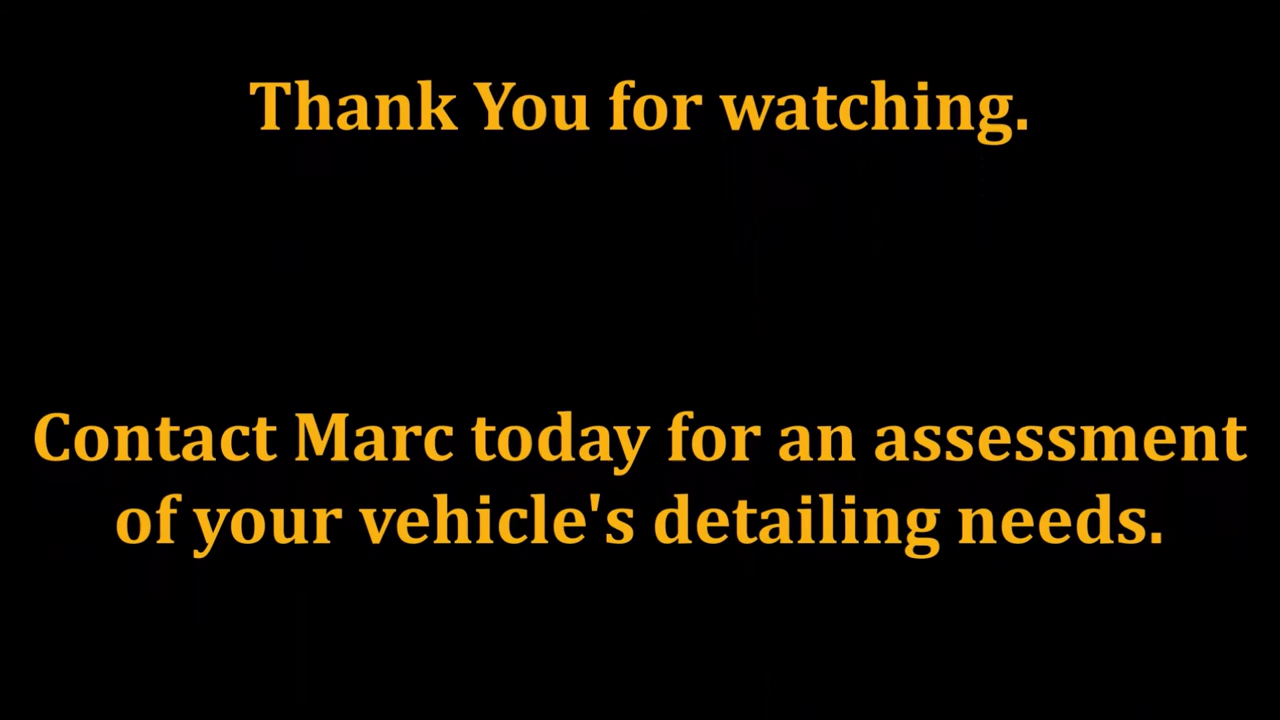 Thank You for watching.
Contact Marc today for an assessment
of your vehicle's detailing needs.